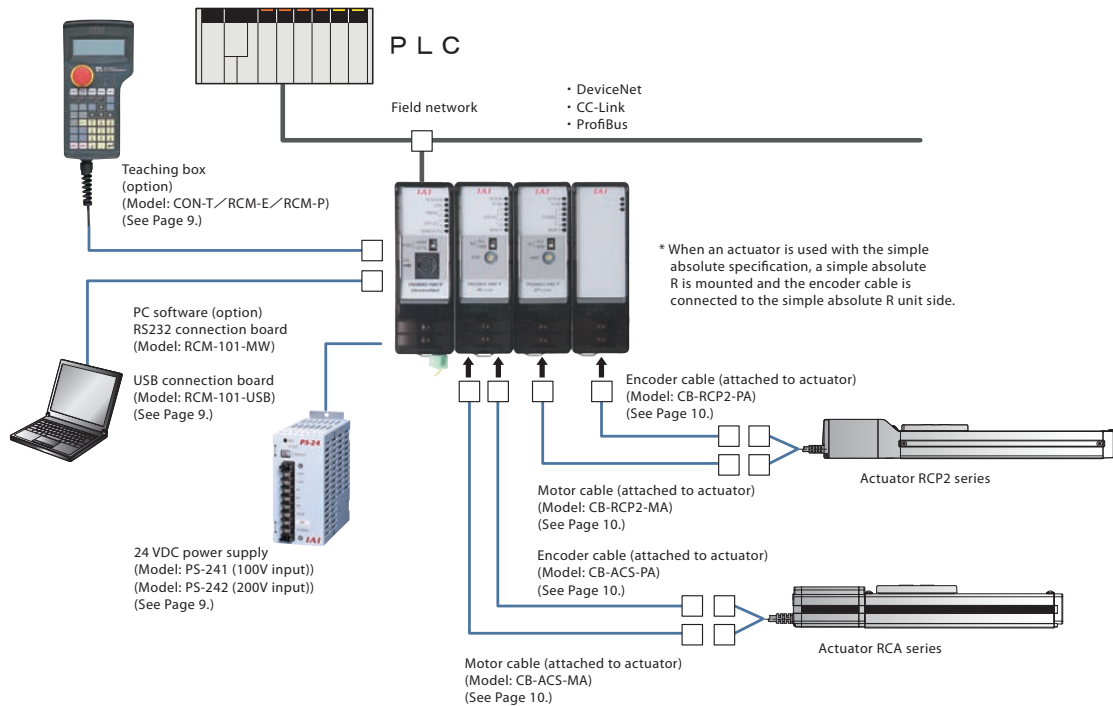 PLC
Field network
・DeviceNet
・CC-Link
・ProfiBus
Teaching box
(option)
(Model: CON-T／RCM-E／RCM-P)
(See Page 9.)
IAI
IAI
IAI
IAI
* When an actuator is used with the simple
absolute specification, a simple absolute
R is mounted and the encoder cable is
connected to the simple absolute R unit side.
PC software (option)
RS232 connection board
(Model: RCM-101-MW)
USB connection board
(Model: RCM-101-USB)
(See Page 9.)
Encoder cable (attached to actuator)
(Model: CB-RCP2-PA)
(See Page 10.)
PS-24
IAI
Actuator RCP2 series
Motor cable (attached to actuator)
(Model: CB-RCP2-MA)
(See Page 10.)
24 VDC power supply
(Model: PS-241 (100V input))
(Model: PS-242 (200V input))
(See Page 9.)
Encoder cable (attached to actuator)
(Model: CB-ACS-PA)
(See Page 10.)
Actuator RCA series
Motor cable (attached to actuator)
(Model: CB-ACS-MA)
(See Page 10.)